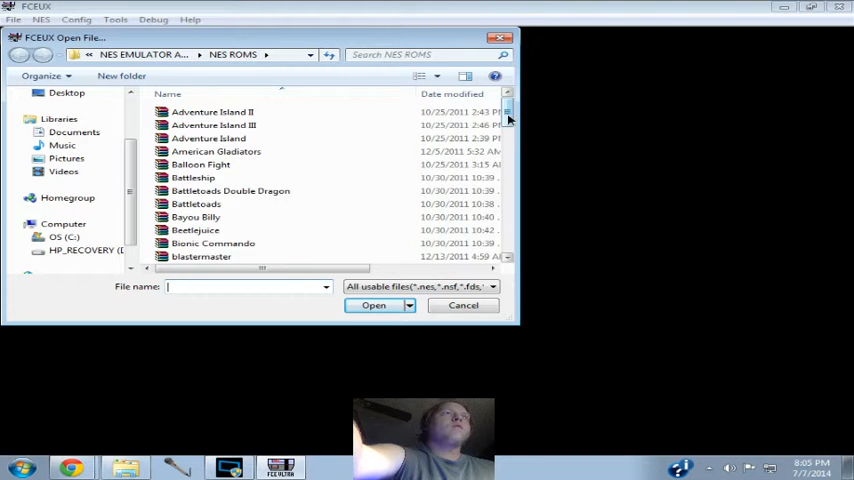 FCEUX
File NES Config Tools Debug Help
FCEUX Open File...
« NES EMULATOR A... NES ROMS Search NES ROMS
Organize New folder
Name Date modified
Desktop
Libraries
Documents
Music
Pictures
Videos
Homegroup
Computer
OS (C:)
HP_RECOVERY (D
Adventure Island II 10/25/2011 2:43 P
Adventure Island III 10/25/2011 2:46 P
Adventure Island 10/25/2011 2:39 P
American Gladiators 12/5/2011 5:32 AM
Balloon Fight 10/25/2011 3:15 A
Battleship 10/30/2011 10:39 .
Battletoads Double Dragon 10/30/2011 10:39 .
Battletoads 10/30/2011 10:39 .
Bayou Billy 10/30/2011 10:40 .
Beetlejuice 10/30/2011 10:42 .
Bionic Commando 10/30/2011 10:39 .
blastermaster 12/13/2011 4:59 A
File name: All usable files(*.nes,*.nsf,*.fds,
Open Cancel
FCE ULTRA
8:05 PM
7/7/2014